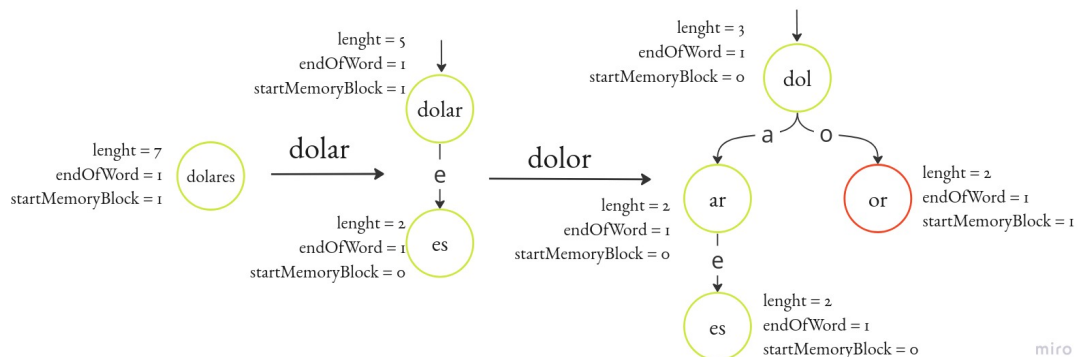 lenght = 7
endOfWord = 1
startMemoryBlock = 1
dolares
dolar
lenght = 5
endOfWord = 1
startMemoryBlock = 1
dolar
e
lenght = 2
endOfWord = 1
startMemoryBlock = 0
es
dolor
lenght = 3
endOfWord = 1
startMemoryBlock = 0
dol
a
o
lenght = 2
endOfWord = 1
startMemoryBlock = 0
ar
or
lenght = 2
endOfWord = 1
startMemoryBlock = 1
e
es
lenght = 2
endOfWord = 1
startMemoryBlock = 0
miro